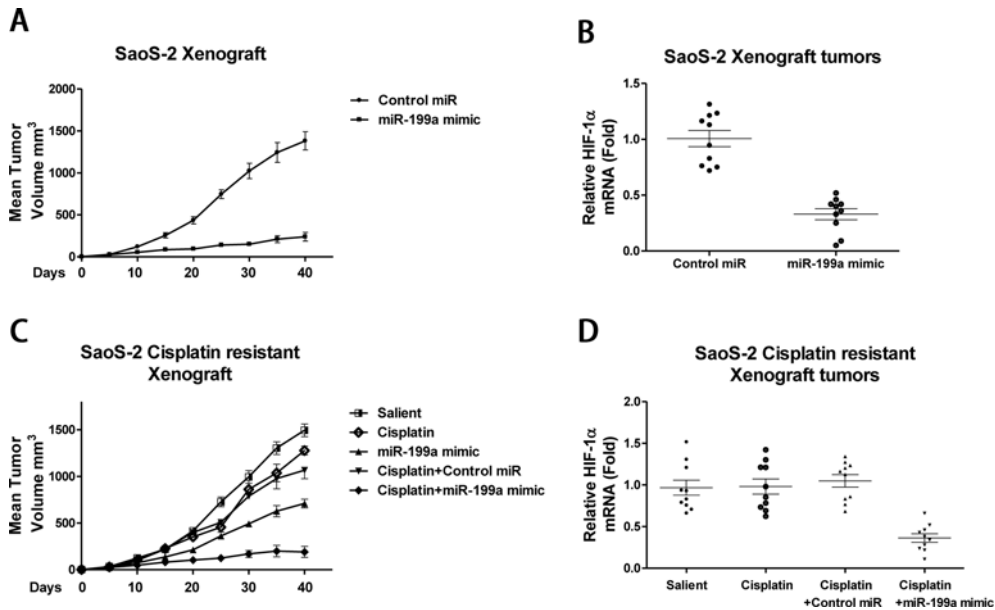 A
SaoS-2 Xenograft
Mean Tumor
Volume mm³
2000
1500
1000
500
0
Days
0
10
20
30
40
Control miR
miR-199a mimic
B
SaoS-2 Xenograft tumors
Relative HIF-1α
mRNA (Fold)
1.5
1.0
0.5
0.0
Control miR
miR-199a mimic
C
SaoS-2 Cisplatin resistant
Xenograft
Mean Tumor
Volume mm³
1500
1000
500
0
Days
0
10
20
30
40
Salient
Cisplatin
miR-199a mimic
Cisplatin+Control miR
Cisplatin+miR-199a mimic
D
SaoS-2 Cisplatin resistant
Xenograft tumors
Relative HIF-1α
mRNA (Fold)
2.0
1.5
1.0
0.5
0.0
Salient
Cisplatin
Cisplatin
+Control miR
Cisplatin
+miR-199a mimic